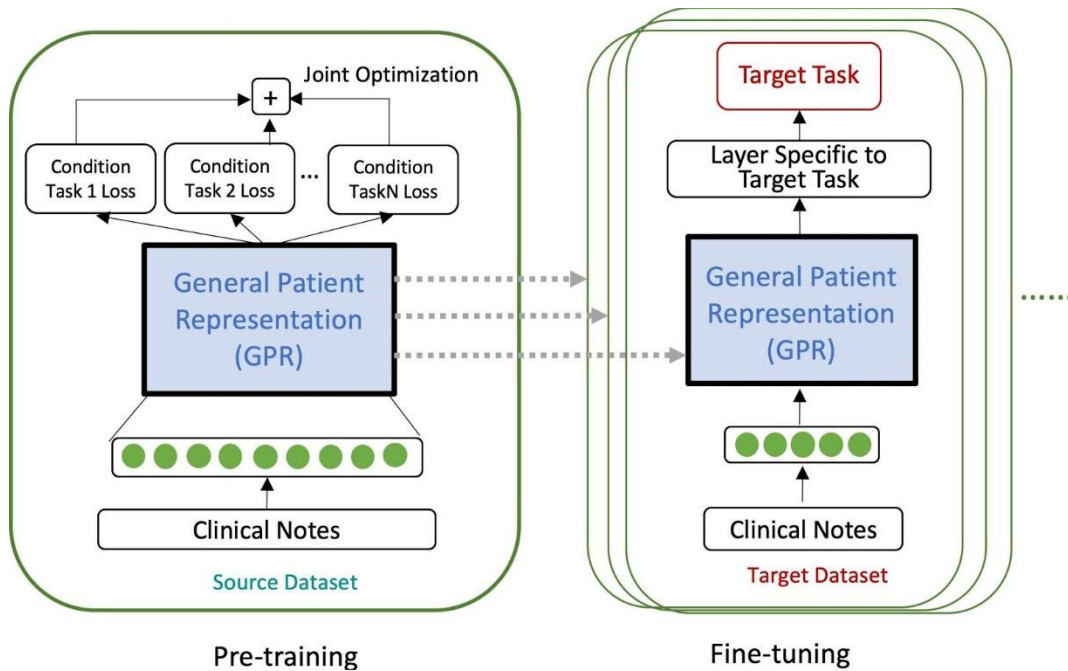 Joint Optimization
+
Condition
Task 1 Loss
Condition
Task 2 Loss
...
Condition
TaskN Loss
General Patient
Representation
(GPR)
Clinical Notes
Source Dataset
Pre-training
Target Task
Layer Specific to
Target Task
General Patient
Representation
(GPR)
Clinical Notes
Target Dataset
Fine-tuning